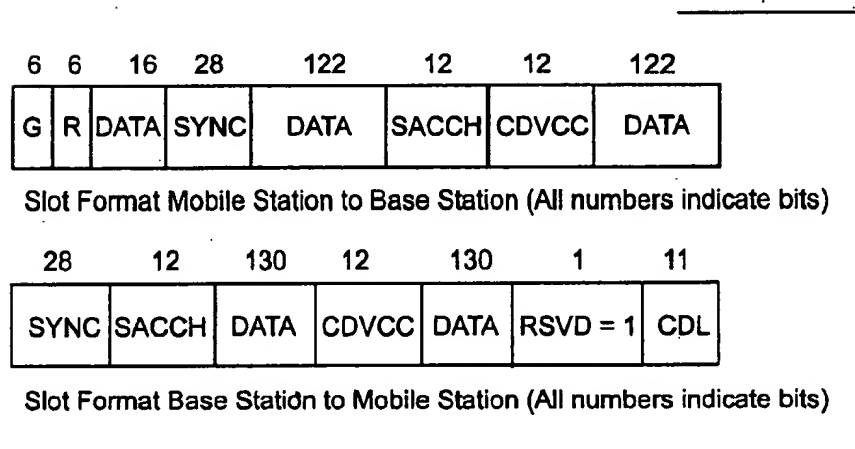 6 6 16 28 122 12 12 122
G R DATA SYNC DATA SACCH CDVCC DATA
Slot Format Mobile Station to Base Station (All numbers indicate bits)
28 12 130 12 130 1 11
SYNC SACCH DATA CDVCC DATA RSVD = 1 CDL
Slot Format Base Station to Mobile Station (All numbers indicate bits)